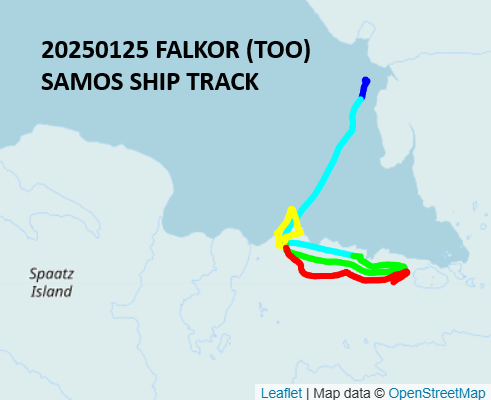 20250125 FALKOR (TOO)
SAMOS SHIP TRACK
Spaatz
Island
Leaflet | Map data © OpenStreetMap